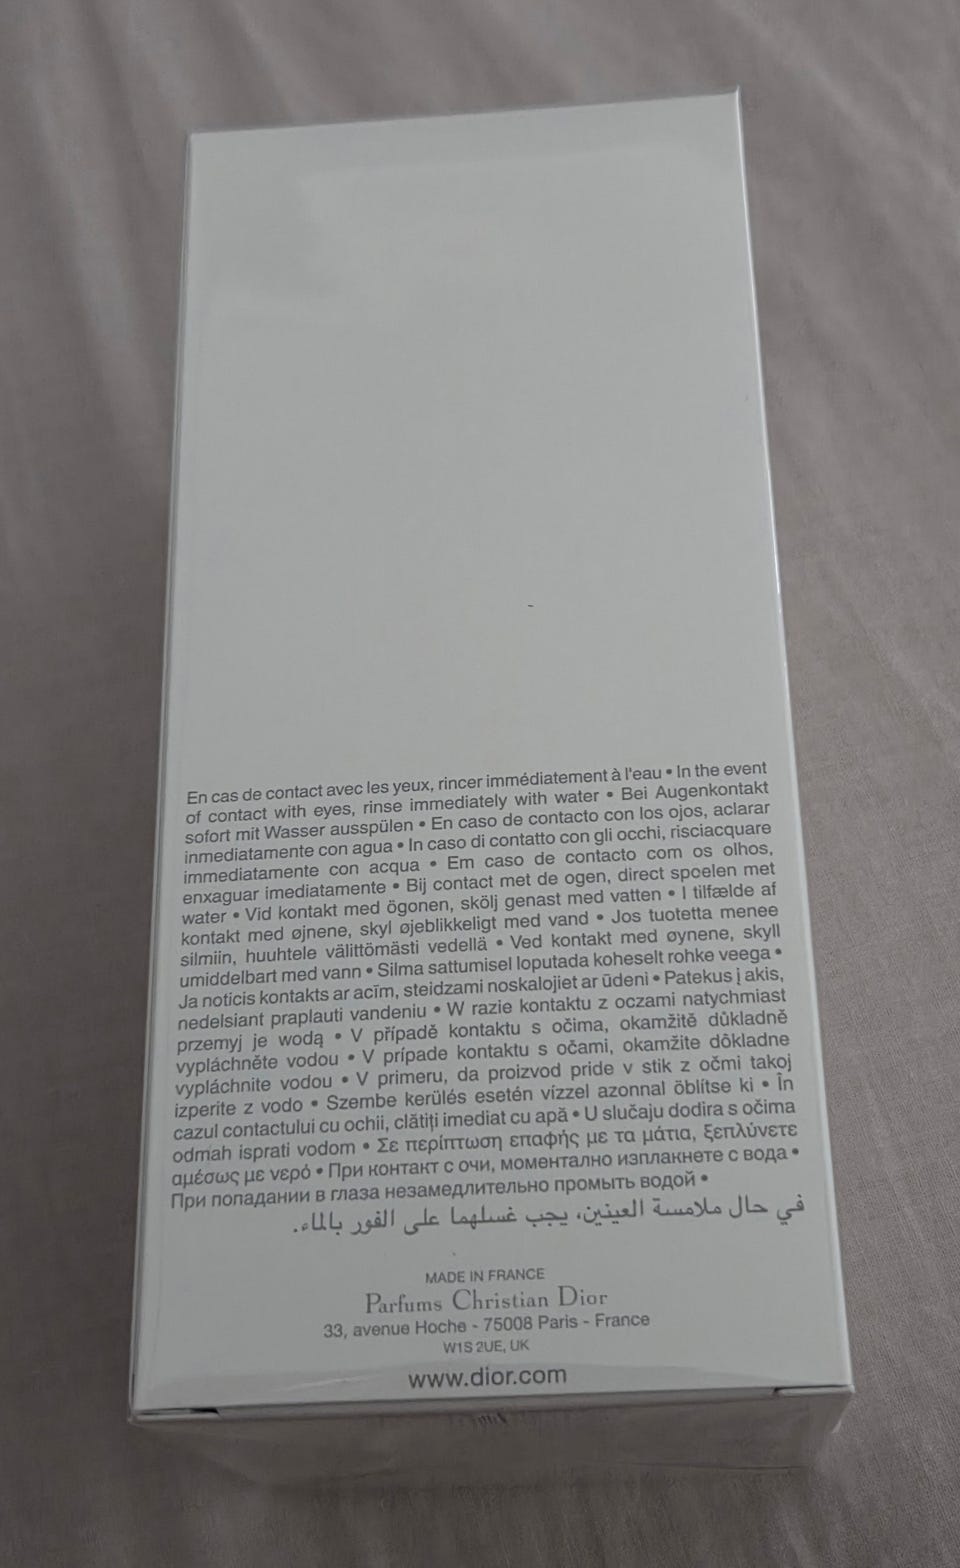 En cas de contact avec les yeux, rincer immédiatement à l'eau • In the event
of contact with eyes, rinse immediately with water • Bei Augenkontakt
sofort mit Wasser ausspülen • En caso de contacto con los ojos, aclarar
inmediatamente con agua • In caso di contatto con gli occhi, risciacquare
immediatamente con acqua • Em caso de contacto com os olhos,
enxaguar imediatamente • Bij contact met de ogen, direct spoelen met
water • Vid kontakt med ögonen, skölj genast med vatten • I tilfælde af
kontakt med øjnene, skyl øjeblikkeligt med vand • Jos tuotetta menee
silmiin, huuhtele välittömästi vedellä • Ved kontakt med øynene, skyll
umiddelbart med vann • Silma sattumisel loputada koheselt rohke veega •
Ja noticis kontakts ar acīm, steidzami noskalojiet ar ūdeni • Patekus į akis,
nedelsiant praplauti vandeniu • W razie kontaktu z oczami natychmiast
przemyj je wodą • V případě kontaktu s očima, okamžitě důkladně
vypláchněte vodou • V prípade kontaktu s očami, okamžite dôkladne
vypláchnite vodou • V primeru, da proizvod pride v stik z očmi takoj
izperite z vodo • Szembe kerülés esetén vízzel azonnal öblítse ki • În
cazul contactului cu ochii, clătiți imediat cu apă • U slučaju dodira s očima
odmah isprati vodom • Σε περίπτωση επαφής με τα μάτια, ξεπλύνετε
αμέσως με νερό • При контакт с очи, моментално изплакнете с вода •
При попадании в глаза незамедлительно промыть водой •
في حال ملامسة العينين، يجب غسلهما على الفور بالماء.
MADE IN FRANCE
Parfums Christian Dior
33, avenue Hoche - 75008 Paris - France
W1S 2UE, UK
www.dior.com